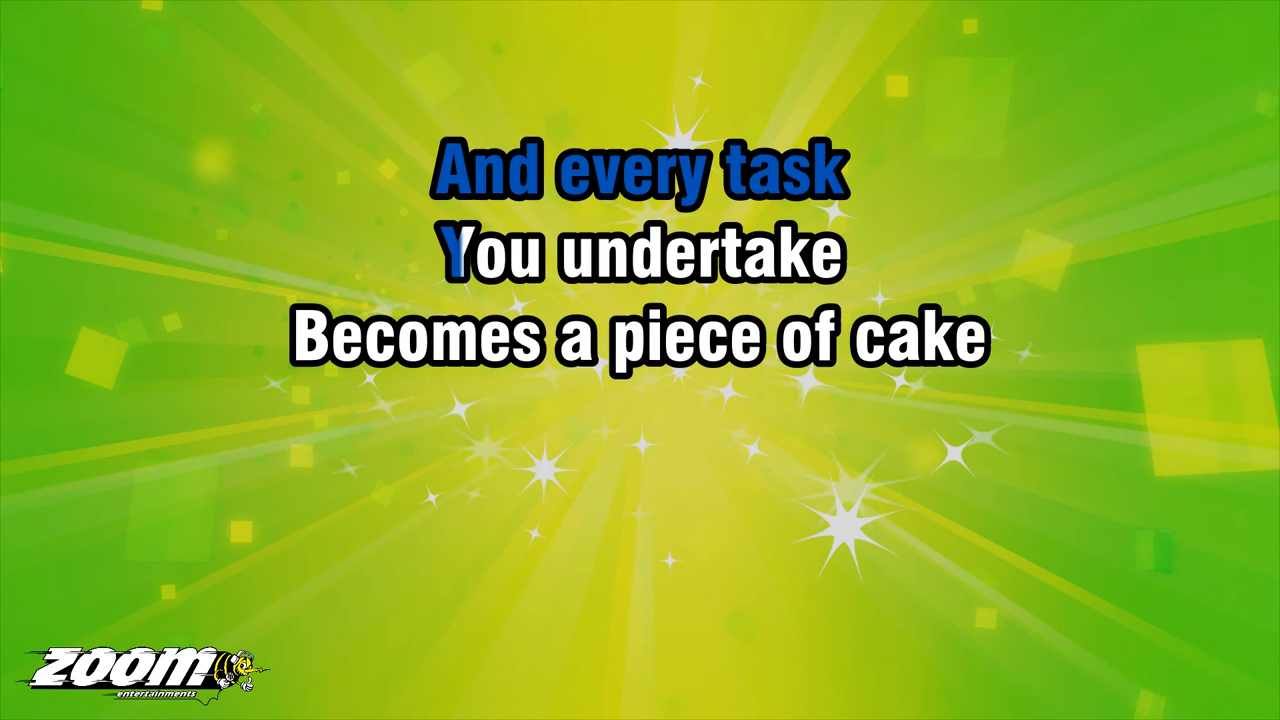 And every task
You undertake
Becomes a piece of cake
ZOOM
entertainments